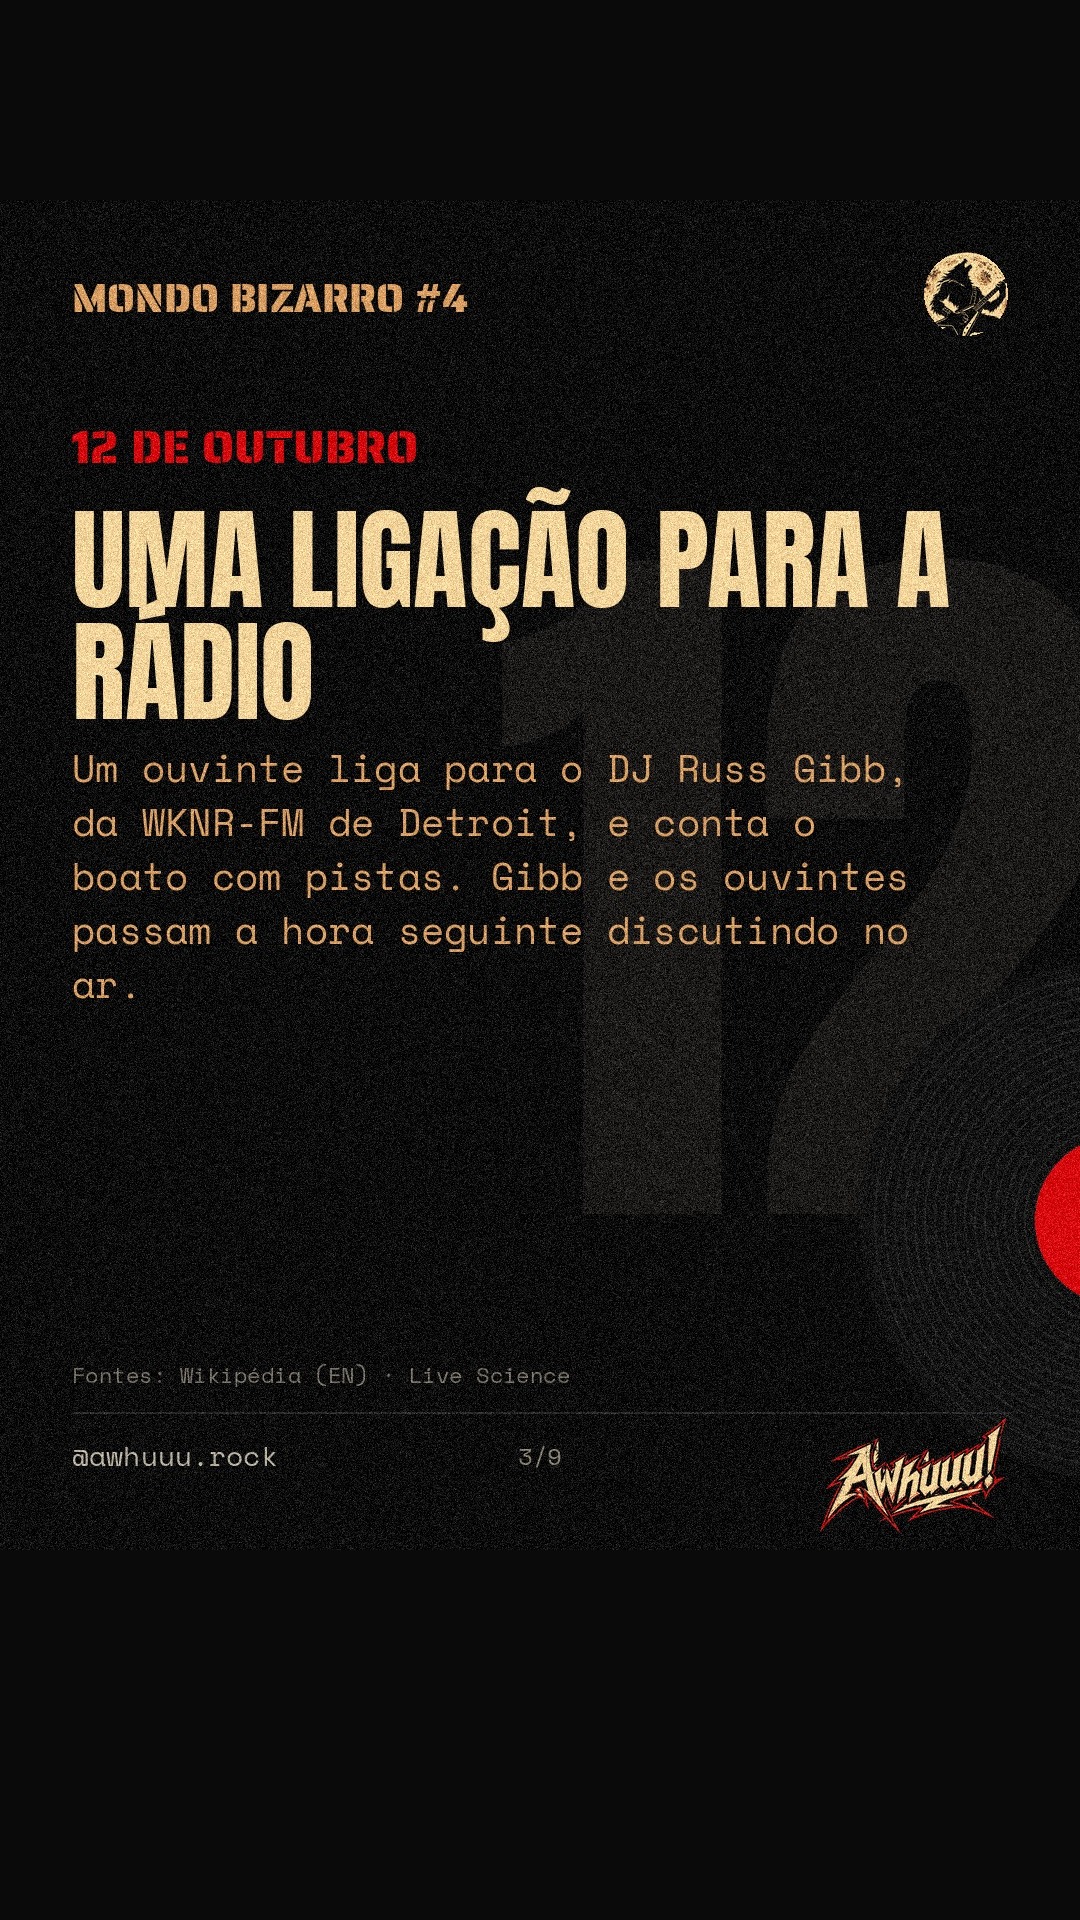 MONDO BIZARRO #4
12 DE OUTUBRO
UMA LIGAÇÃO PARA A
RÁDIO
12
Um ouvinte liga para o DJ Russ Gibb,
da WKNR-FM de Detroit, e conta o
boato com pistas. Gibb e os ouvintes
passam a hora seguinte discutindo no
ar.
Fontes: Wikipédia (EN) · Live Science
@awhuuu.rock
3/9
Awhuuu!